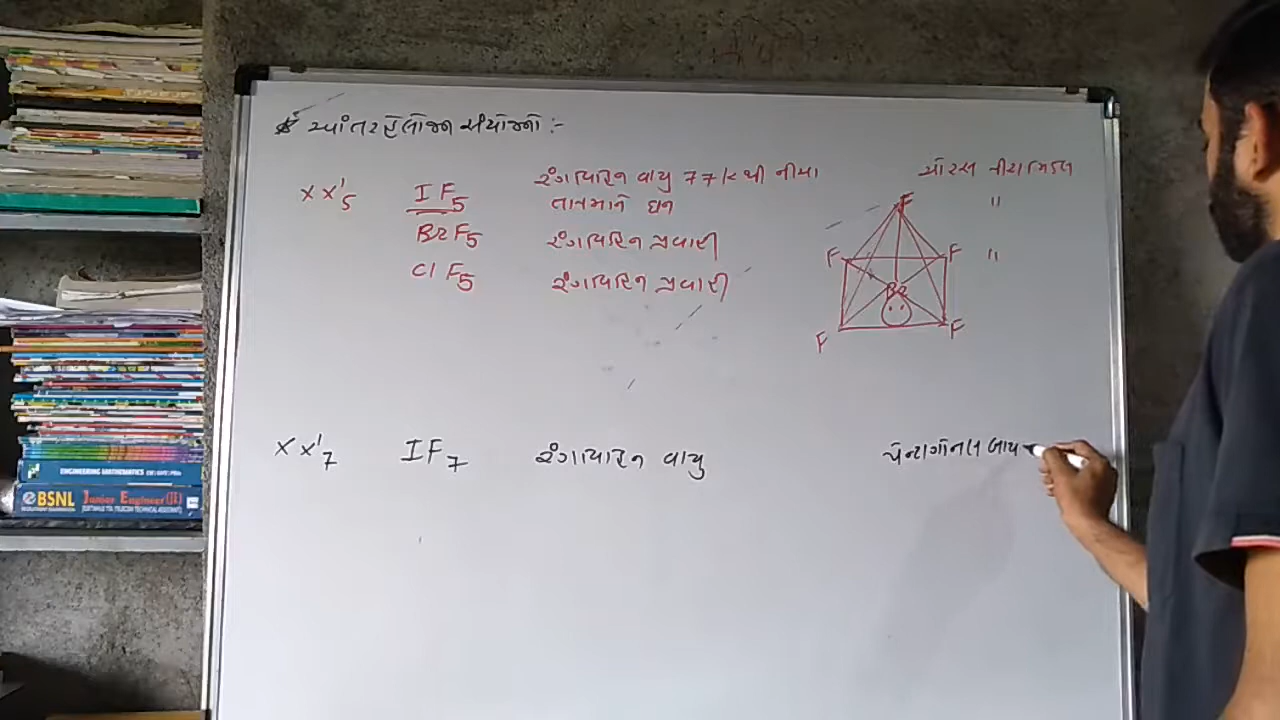 * આંતરહેલોજન સંયોજનો :-
XX'5 IF5 રંગવિહિન વાયુ 77K થી નીચા ચોરસ પીરામિડલ
તાપમાને ઘન "
BrF5 રંગવિહિન પ્રવાહી "
ClF5 રંગવિહિન પ્રવાહી
F
F F
Br
F F
XX'7 IF7 રંગવિહિન વાયુ પેન્ટાગોનલ બાય
ENGINEERING MATHEMATICS
BSNL Junior Engineer(JE)